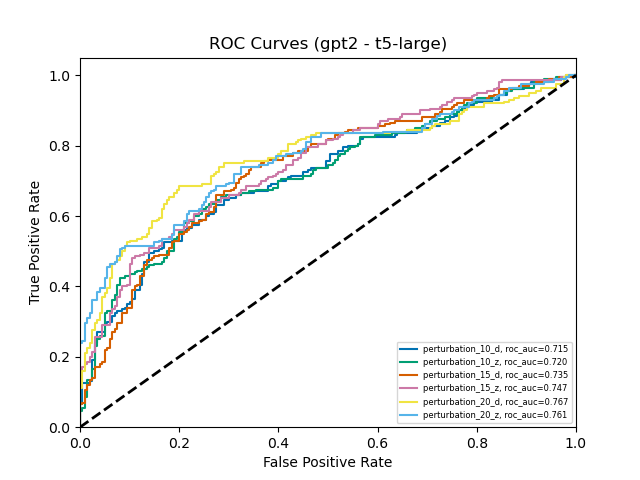 ROC Curves (gpt2 - t5-large)
True Positive Rate
1.0
0.8
0.6
0.4
0.2
0.0
perturbation_10_d, roc_auc=0.715
perturbation_10_z, roc_auc=0.720
perturbation_15_d, roc_auc=0.735
perturbation_15_z, roc_auc=0.747
perturbation_20_d, roc_auc=0.767
perturbation_20_z, roc_auc=0.761
0.0 0.2 0.4 0.6 0.8 1.0
False Positive Rate